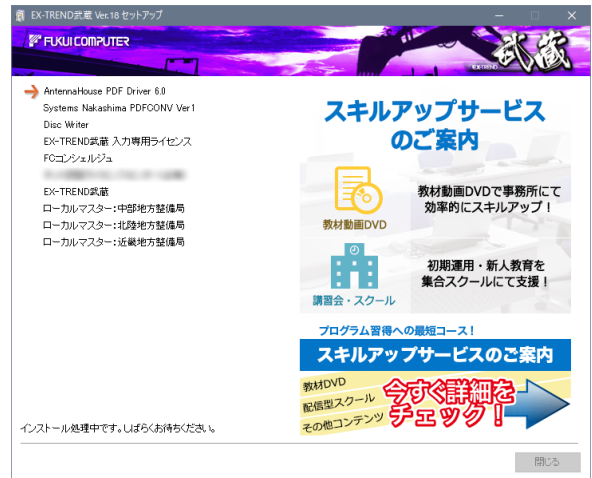 EX-TREND武蔵 Ver.18 セットアップ
FUKUI COMPUTER
EX-TREND
武蔵
AntennaHouse PDF Driver 6.0
Systems Nakashima PDFCONV Ver1
Disc Writer
EX-TREND武蔵 入力専用ライセンス
FCコンシェルジュ
EX-TREND武蔵
ローカルマスター:中部地方整備局
ローカルマスター:北陸地方整備局
ローカルマスター:近畿地方整備局
インストール処理中です。しばらくお待ちください。
スキルアップサービス
のご案内
教材動画DVD
教材動画DVDで事務所にて
効率的にスキルアップ！
講習会・スクール
初期運用・新人教育を
集合スクールにて支援！
プログラム習得への最短コース！
スキルアップサービスのご案内
教材DVD
配信型スクール
その他コンテンツ
今すぐ詳細を
チェック！
閉じる